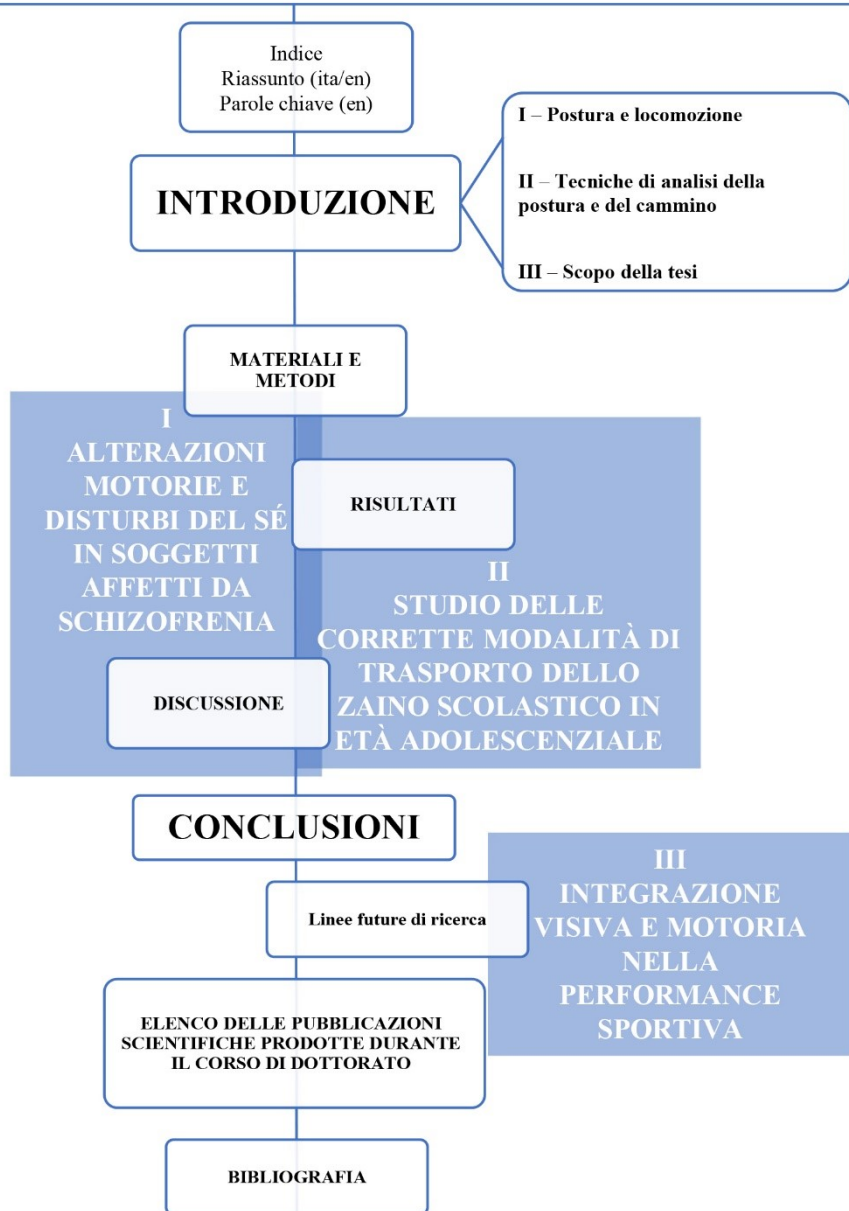 Indice
Riassunto (ita/en)
Parole chiave (en)
INTRODUZIONE
I – Postura e locomozione
II – Tecniche di analisi della
postura e del cammino
III – Scopo della tesi
MATERIALI E
METODI
I
ALTERAZIONI
MOTORIE E
DISTURBI DEL SÉ
IN SOGGETTI
AFFETTI DA
SCHIZOFRENIA
RISULTATI
II
STUDIO DELLE
CORRETTE MODALITÀ DI
TRASPORTO DELLO
ZAINO SCOLASTICO IN
ETÀ ADOLESCENZIALE
DISCUSSIONE
CONCLUSIONI
Linee future di ricerca
III
INTEGRAZIONE
VISIVA E MOTORIA
NELLA
PERFORMANCE
SPORTIVA
ELENCO DELLE PUBBLICAZIONI
SCIENTIFICHE PRODOTTE DURANTE
IL CORSO DI DOTTORATO
BIBLIOGRAFIA